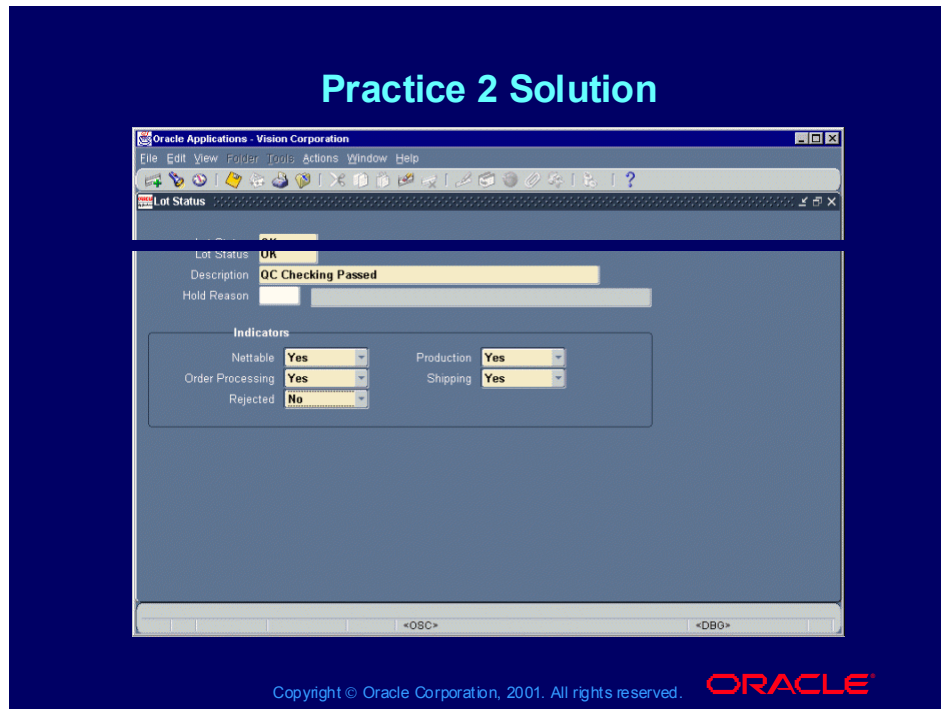 Practice 2 Solution
Oracle Applications - Vision Corporation
File Edit View Folder Tools Actions Window Help
Lot Status
Lot Status OK
Description QC Checking Passed
Hold Reason
Indicators
Nettable Yes Production Yes
Order Processing Yes Shipping Yes
Rejected No
<OSC> <DBG>
Copyright © Oracle Corporation, 2001. All rights reserved. ORACLE